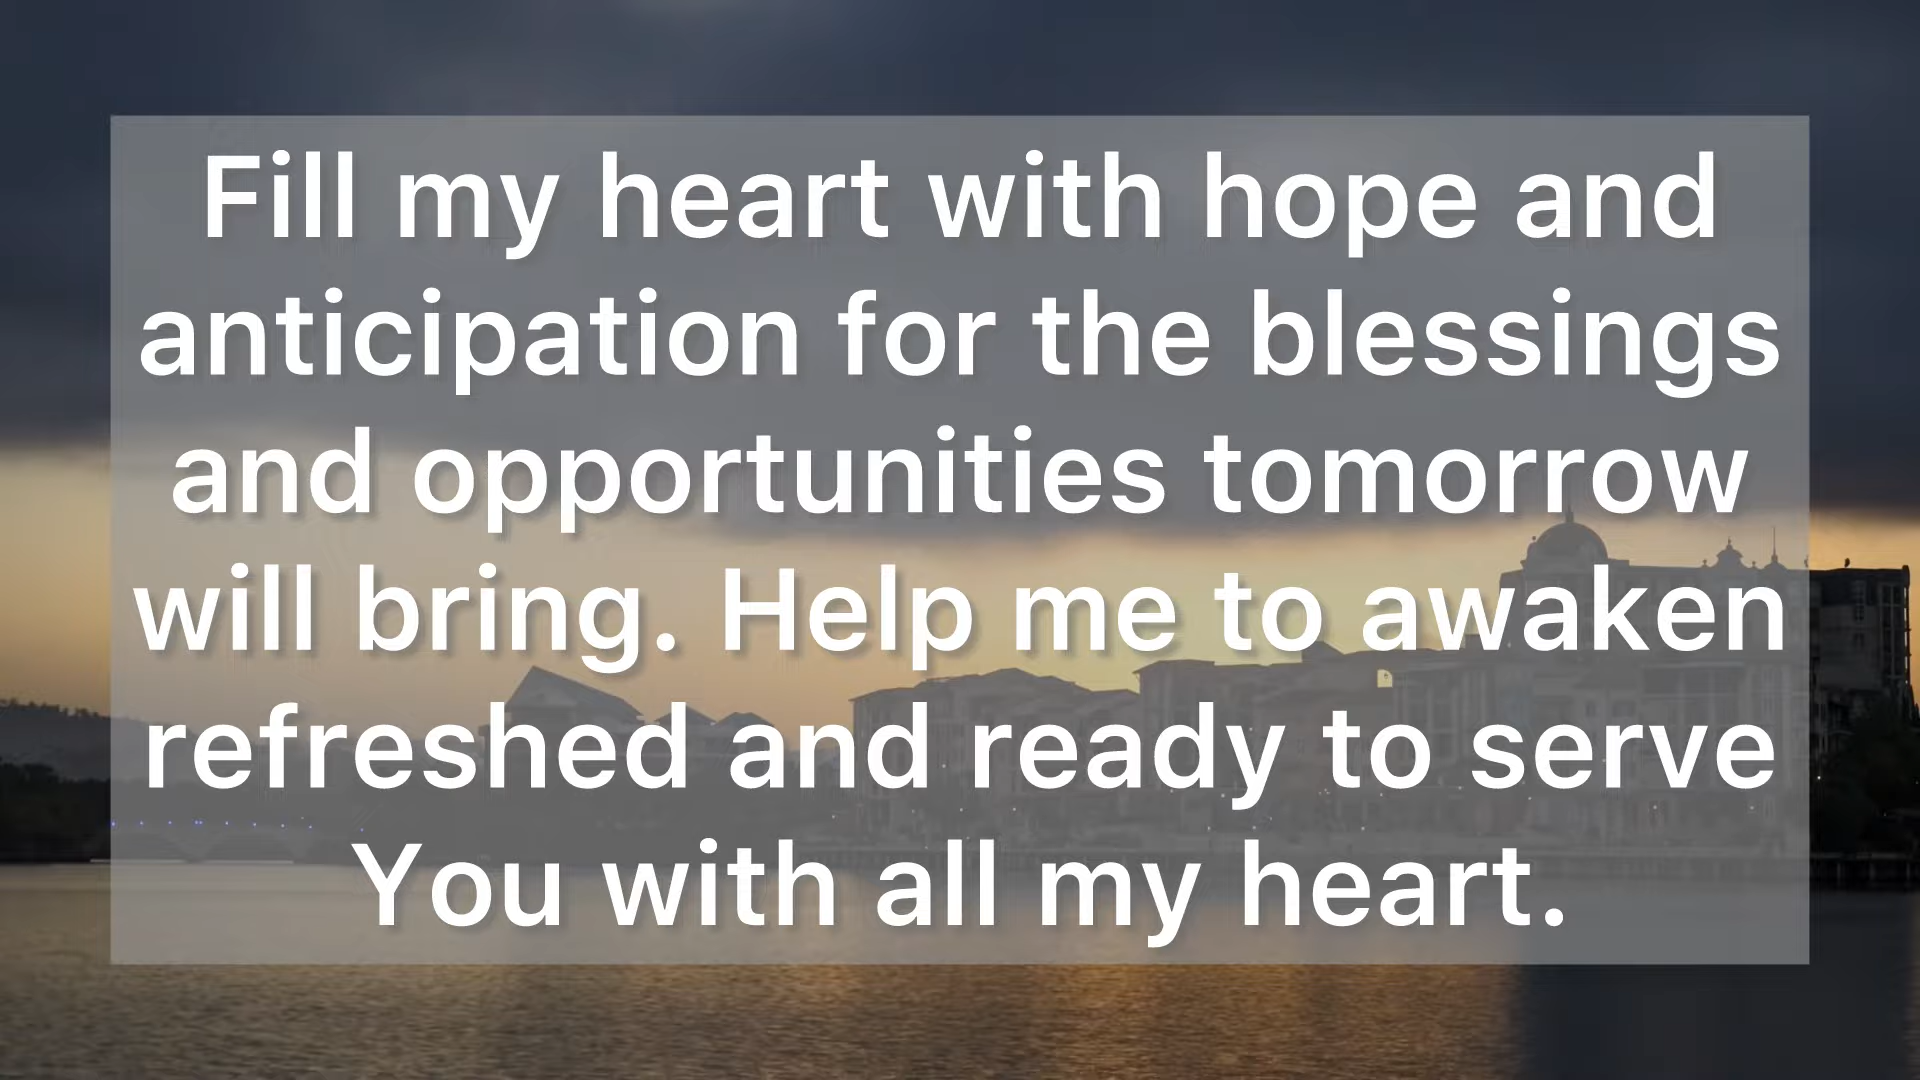 Fill my heart with hope and
anticipation for the blessings
and opportunities tomorrow
will bring. Help me to awaken
refreshed and ready to serve
You with all my heart.